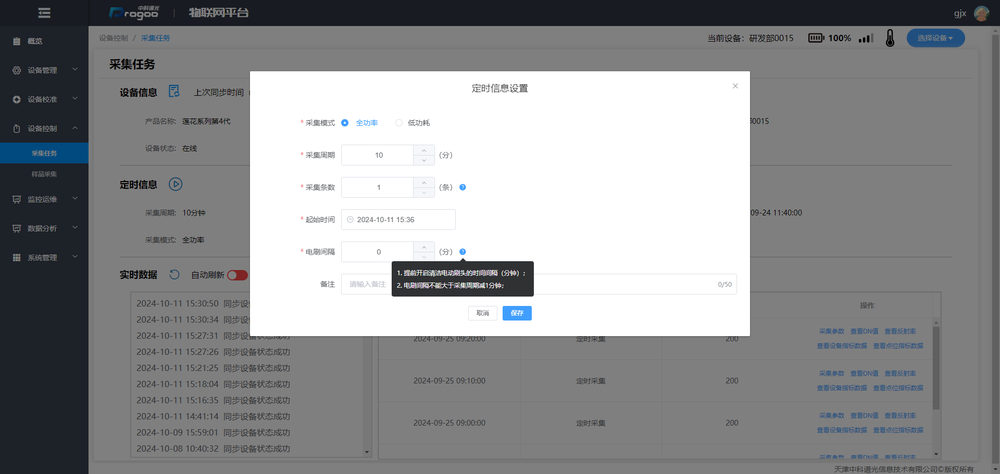 中科谱光
Progoo
物联网平台
gjx
概览
设备管理
设备校准
设备控制
采集任务
样品采集
监控运维
数据分析
系统管理
设备控制 / 采集任务
当前设备：研发部0015
100%
选择设备
采集任务
设备信息
上次同步时间
产品名称: 莲花系列第4代
0015
设备状态: 在线
定时信息
采集周期: 10分钟
09-24 11:40:00
采集模式: 全功率
实时数据
自动刷新
定时信息设置
* 采集模式 全功率 低功耗
* 采集周期 10 (分)
* 采集条数 1 (条) ?
* 起始时间 2024-10-11 15:36
* 电刷间隔 0 (分) ?
1. 提前开启清洁电动刷头的时间间隔（分钟）;
2. 电刷间隔不能大于采集周期减1分钟;
备注 请输入备注 0/50
取消 保存
2024-10-11 15:30:50 同步设
2024-10-11 15:30:34 同步设
2024-10-11 15:27:31 同步设备状态成功
2024-10-11 15:27:26 同步设备状态成功
2024-10-11 15:21:25 同步设备状态成功
2024-10-11 15:18:04 同步设备状态成功
2024-10-11 15:16:35 同步设备状态成功
2024-10-11 14:41:14 同步设备状态成功
2024-10-09 15:59:01 同步设备状态成功
2024-10-08 10:40:32 同步设备状态成功
操作
2024-09-25 09:20:00 定时采集 200 采集参数 查看DN值 查看反射率
查看设备指标数据 查看点位指标数据
2024-09-25 09:10:00 定时采集 200 采集参数 查看DN值 查看反射率
查看设备指标数据 查看点位指标数据
2024-09-25 09:00:00 定时采集 200 采集参数 查看DN值 查看反射率
查看设备指标数据 查看点位指标数据
采集参数 查看DN值 查看反射率
天津中科谱光信息技术有限公司©版权所有